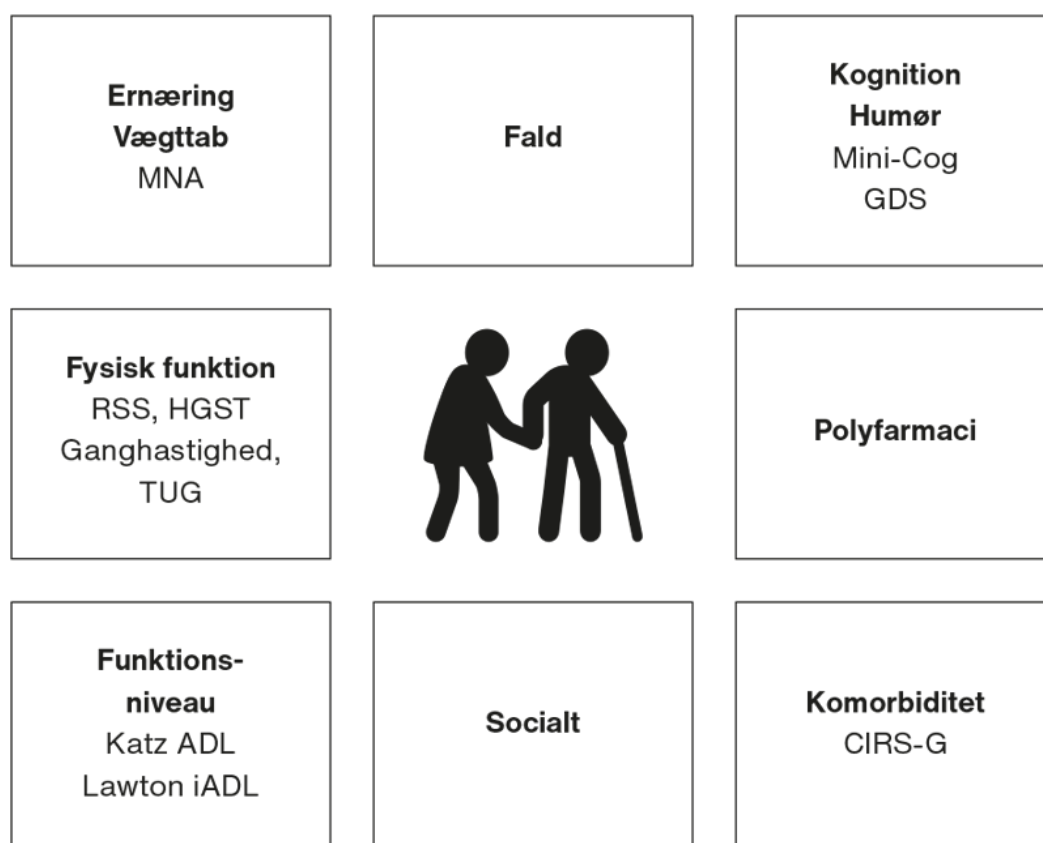 Ernæring
Vægttab
MNA
Fald
Kognition
Humør
Mini-Cog
GDS
Fysisk funktion
RSS, HGST
Ganghastighed,
TUG
Polyfarmaci
Funktions-
niveau
Katz ADL
Lawton iADL
Socialt
Komorbiditet
CIRS-G